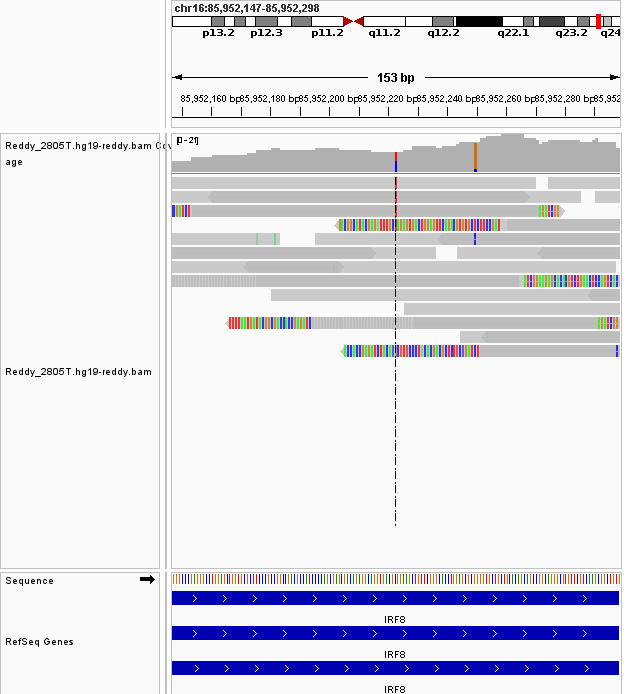 chr16:85,952,147-85,952,298
p13.2 p12.3 p11.2 q11.2 q12.2 q22.1 q23.2 q24
153 bp
85,952,160 bp 85,952,180 bp 85,952,200 bp 85,952,220 bp 85,952,240 bp 85,952,260 bp 85,952,280 bp 85,952
Reddy_2805T.hg19-reddy.bam Cov
age
[0-21]
Reddy_2805T.hg19-reddy.bam
Sequence
IRF8
RefSeq Genes
IRF8
IRF8